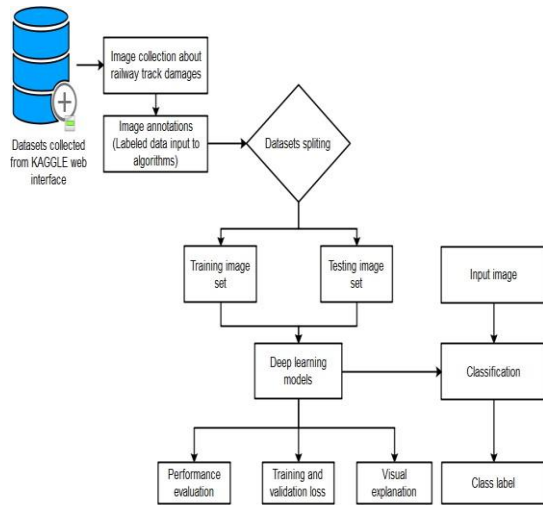 Image collection about
railway track damages
Datasets collected
from KAGGLE web
interface
Image annotations
(Labeled data input to
algorithms)
Datasets spliting
Training image
set
Testing image
set
Input image
Deep learning
models
Classification
Performance
evaluation
Training and
validation loss
Visual
explanation
Class label